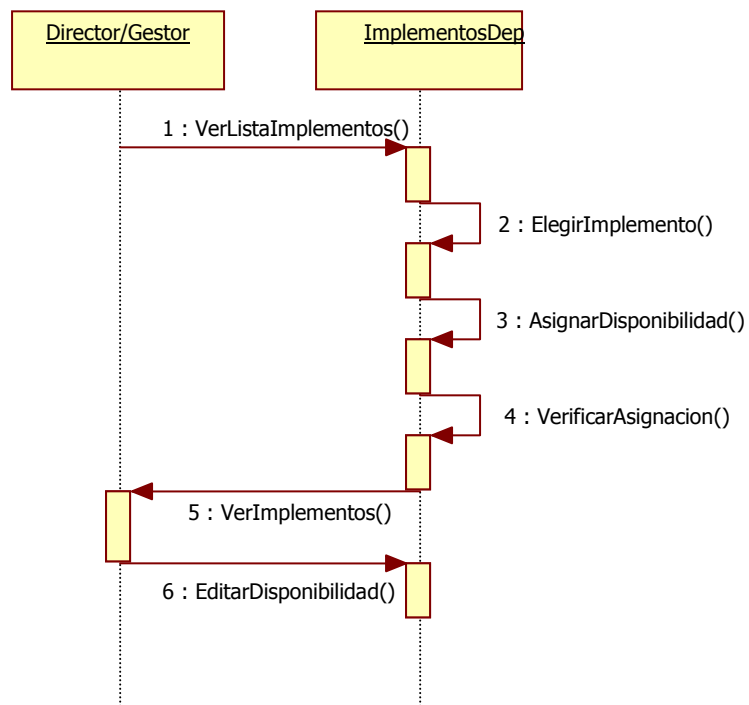 Director/Gestor
ImplementosDep
1 : VerListaImplementos()
2 : ElegirImplemento()
3 : AsignarDisponibilidad()
4 : VerificarAsignacion()
5 : VerImplementos()
6 : EditarDisponibilidad()